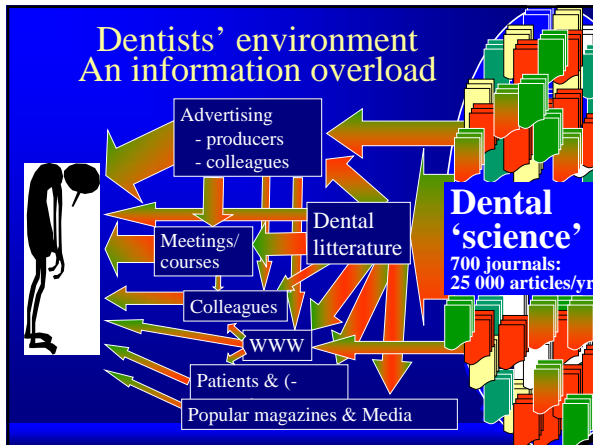 Dentists’ environment
An information overload
Advertising
- producers
- colleagues
Dental
litterature
Meetings/
courses
Colleagues
WWW
Patients & (-
Popular magazines & Media
Dental
‘science’
700 journals:
25 000 articles/yr